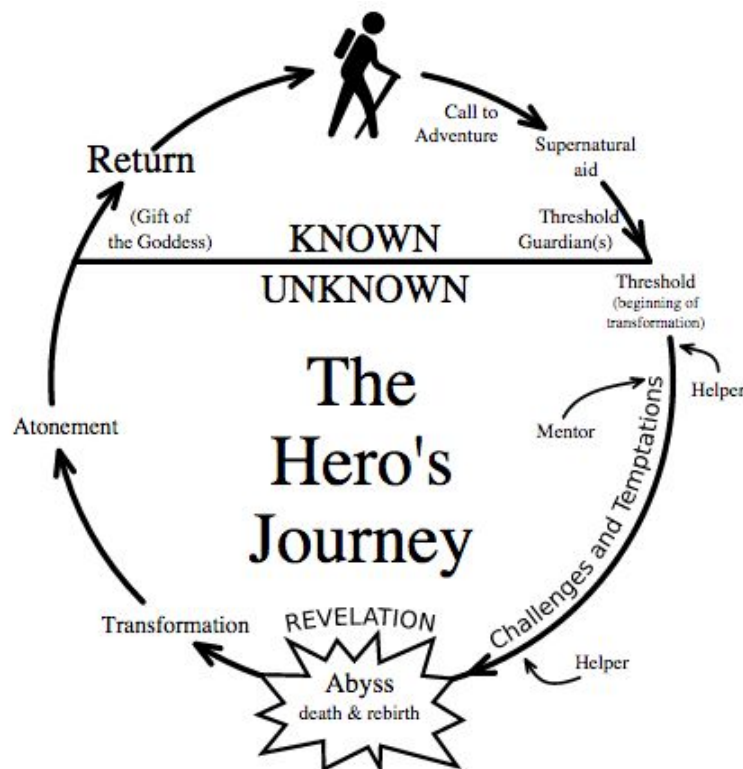 Call to
Adventure
Supernatural
aid
Return
(Gift of
the Goddess)
Threshold
Guardian(s)
KNOWN
UNKNOWN
Threshold
(beginning of
transformation)
The
Hero's
Journey
Helper
Mentor
Challenges and Temptations
Helper
REVELATION
Abyss
death & rebirth
Transformation
Atonement